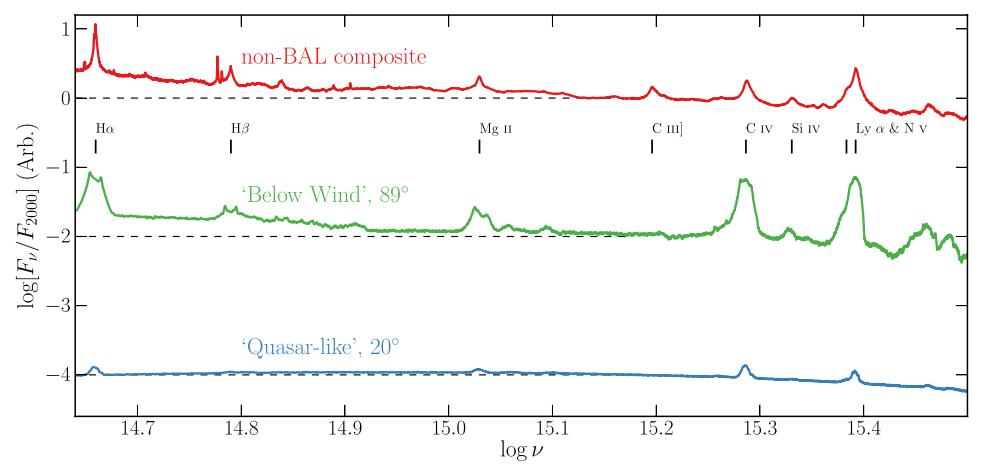 1
non-BAL composite
0
Hα
Hβ
Mg II
C III]
C IV
Si IV
Ly α & N V
−1
‘Below Wind’, 89°
−2
−3
‘Quasar-like’, 20°
−4
log[Fν/F2000] (Arb.)
14.7 14.8 14.9 15.0 15.1 15.2 15.3 15.4
log ν